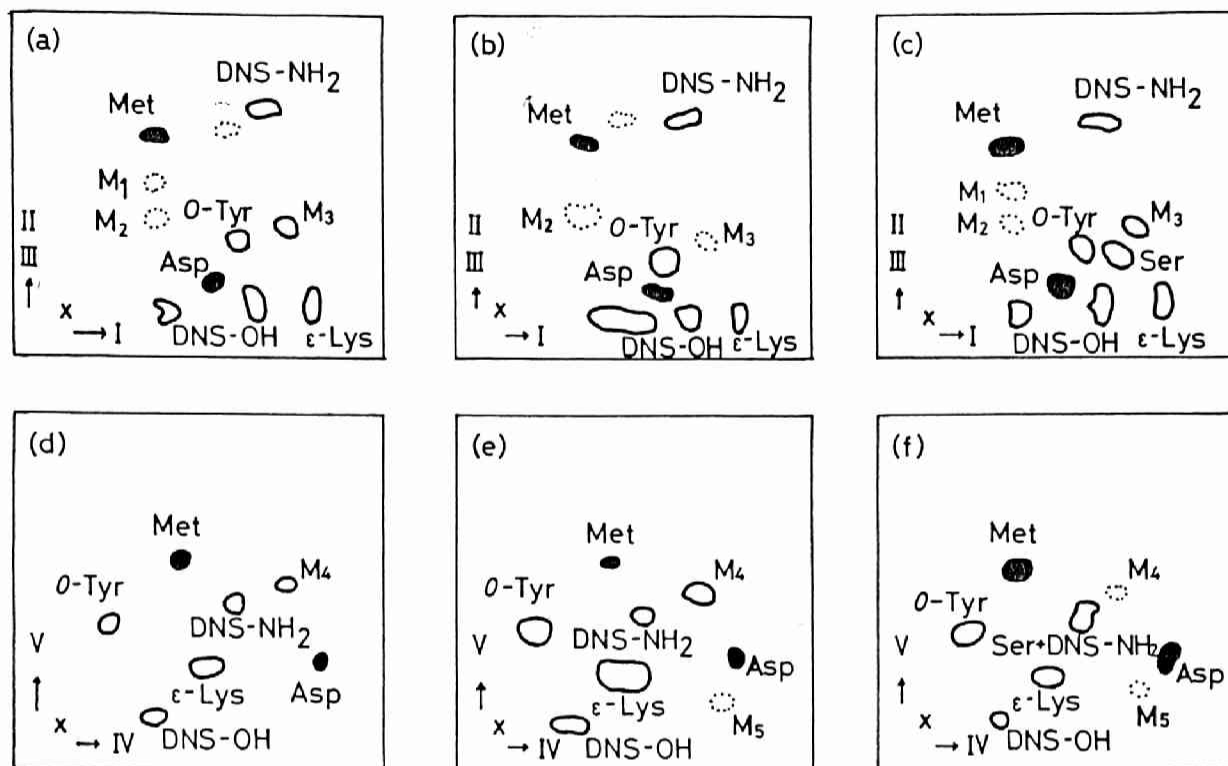 (a)
DNS-NH2
Met
M1
M2
O-Tyr
M3
II
III
Asp
x
→ I
DNS-OH
ε-Lys
(b)
DNS-NH2
Met
M2
O-Tyr
M3
II
III
Asp
x
→ I
DNS-OH
ε-Lys
(c)
DNS-NH2
Met
M1
M2
O-Tyr
M3
II
III
Ser
Asp
x
→ I
DNS-OH
ε-Lys
(d)
Met
M4
O-Tyr
DNS-NH2
V
ε-Lys
Asp
x
→ IV
DNS-OH
(e)
Met
M4
O-Tyr
DNS-NH2
V
Asp
ε-Lys
M5
x
→ IV
DNS-OH
(f)
Met
M4
O-Tyr
Ser+DNS-NH2
V
Asp
ε-Lys
M5
x
→ IV
DNS-OH